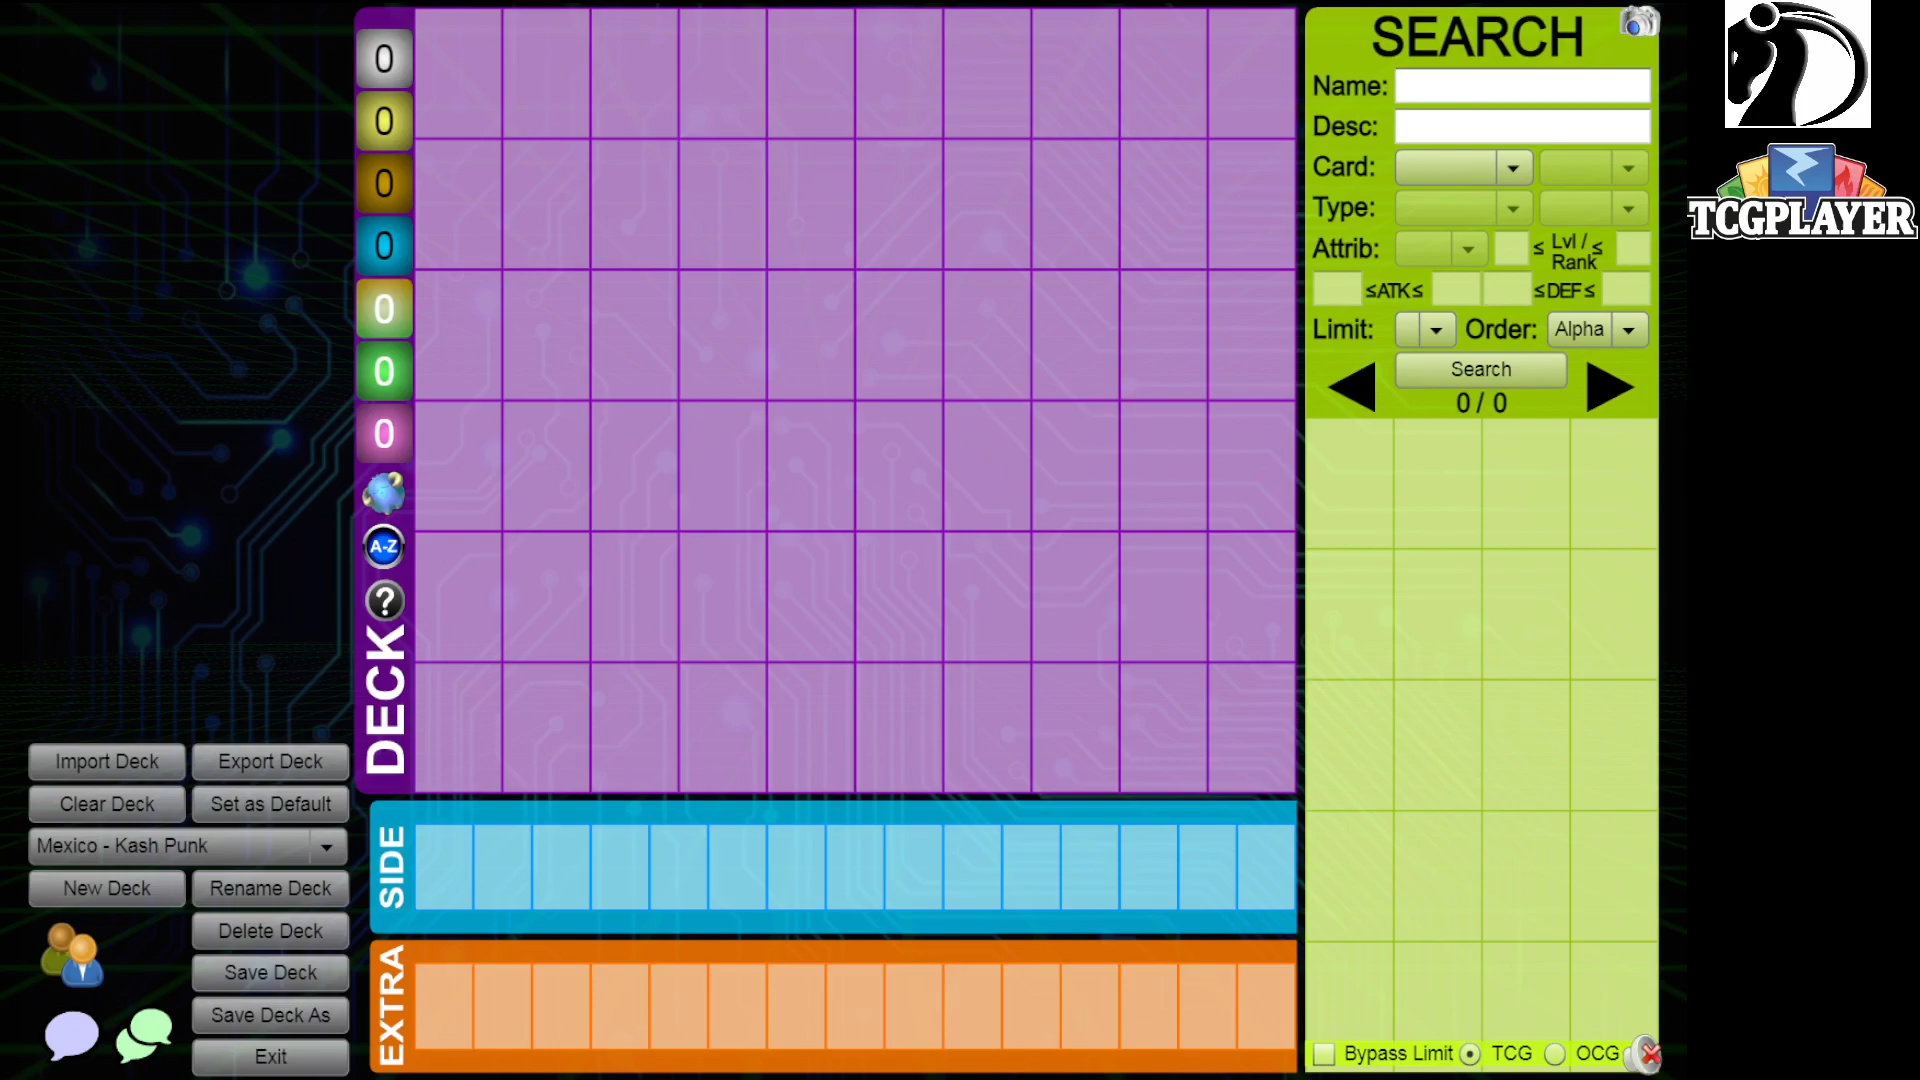 0
0
0
0
0
0
0
A-Z
?
DECK
SIDE
EXTRA
Import Deck
Export Deck
Clear Deck
Set as Default
Mexico - Kash Punk
New Deck
Rename Deck
Delete Deck
Save Deck
Save Deck As
Exit
SEARCH
Name:
Desc:
Card:
Type:
Attrib: ≤ Lvl / ≤
Rank
≤ATK≤ ≤DEF≤
Limit: Order: Alpha
Search
0 / 0
Bypass Limit TCG OCG
TCGPLAYER